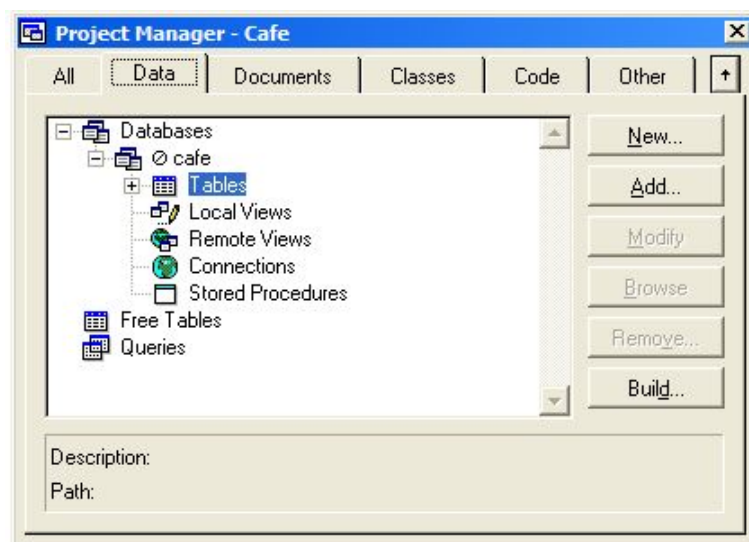 Project Manager - Cafe
All Data Documents Classes Code Other
Databases
cafe
Tables
Local Views
Remote Views
Connections
Stored Procedures
Free Tables
Queries
New...
Add...
Modify
Browse
Remove...
Build...
Description:
Path: